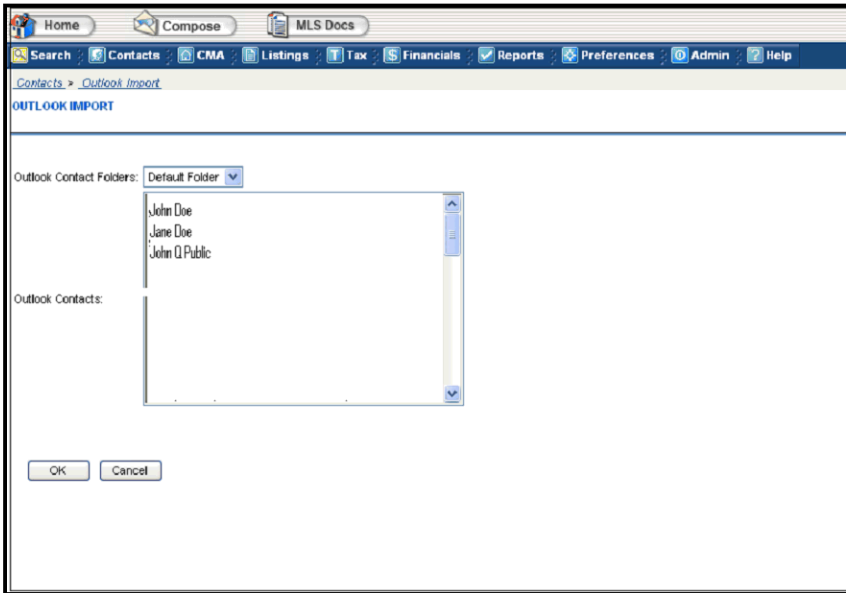 Home Compose MLS Docs
Search Contacts CMA Listings Tax Financials Reports Preferences Admin Help
Contacts > Outlook Import
OUTLOOK IMPORT
Outlook Contact Folders: Default Folder
John Doe
Jane Doe
John Q Public
Outlook Contacts:
OK Cancel